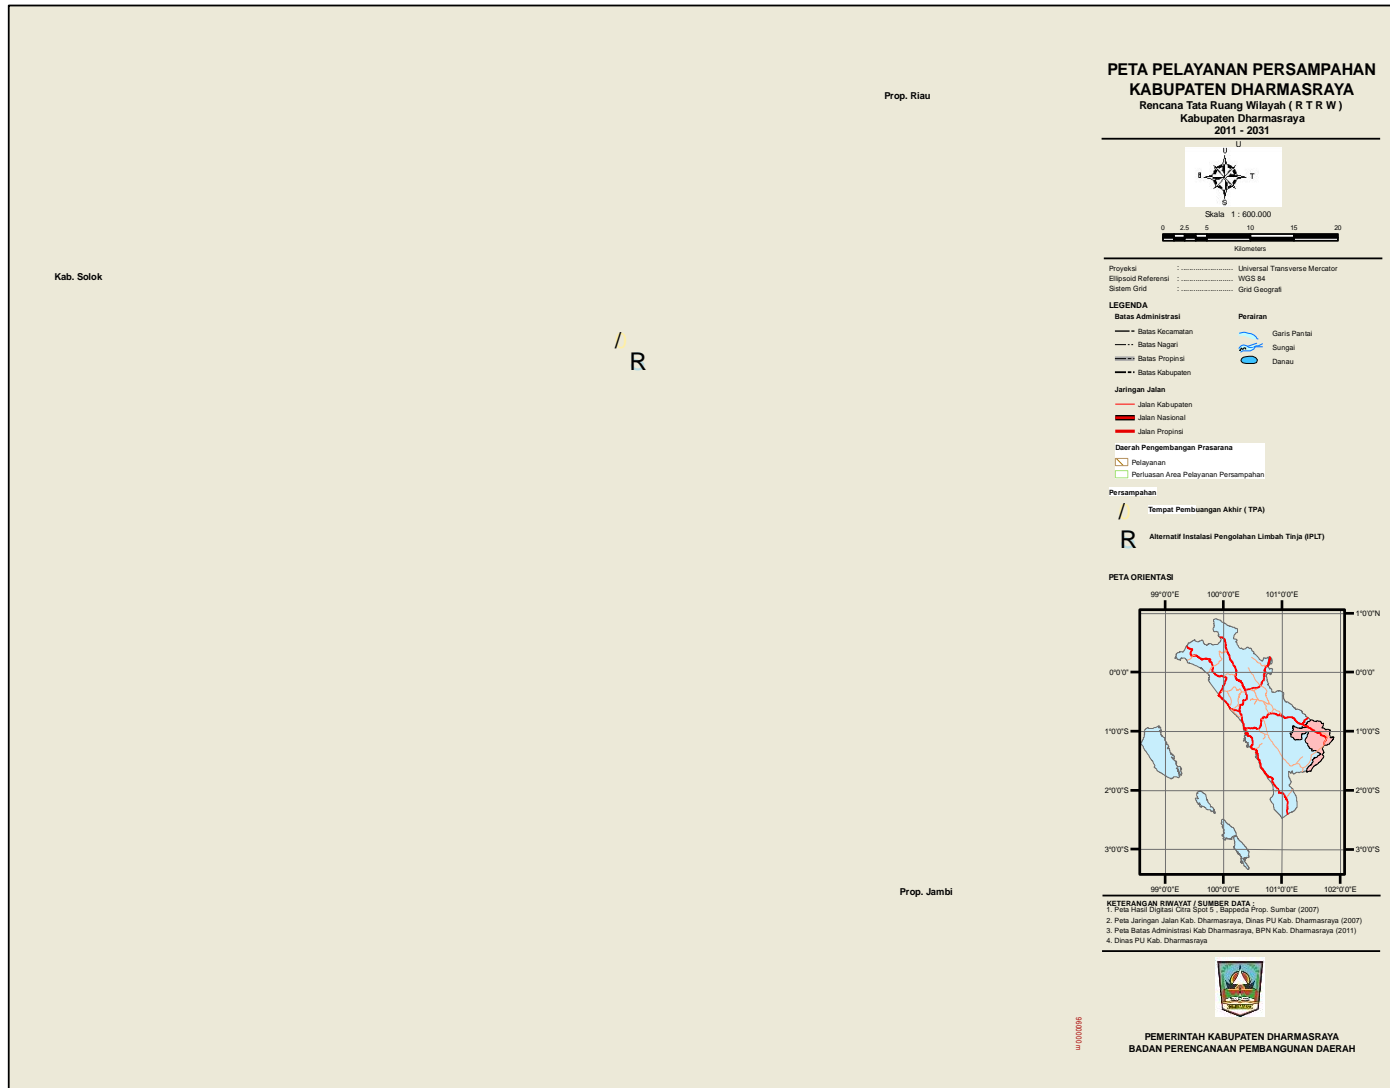 PETA PELAYANAN PERSAMPAHAN
KABUPATEN DHARMASRAYA
Rencana Tata Ruang Wilayah ( R T R W )
Kabupaten Dharmasraya
2011 - 2031
U
U
T
S
Skala 1 : 600.000
0 2.5 5 10 15 20
Kilometers
Prop. Riau
Kab. Solok
/
R
Prop. Jambi
9600000 m
Proyeksi : ........................ Universal Transverse Mercator
Ellipsoid Referensi : ........................ WGS 84
Sistem Grid : ........................ Grid Geografi
LEGENDA
Batas Administrasi
Batas Kecamatan
Batas Nagari
Batas Propinsi
Batas Kabupaten
Perairan
Garis Pantai
Sungai
Danau
Jaringan Jalan
Jalan Kabupaten
Jalan Nasional
Jalan Propinsi
Daerah Pengembangan Prasarana
Pelayanan
Perluasan Area Pelayanan Persampahan
Persampahan
/ Tempat Pembuangan Akhir ( TPA)
R Alternatif Instalasi Pengolahan Limbah Tinja (IPLT)
PETA ORIENTASI
99°0'0"E 100°0'0"E 101°0'0"E
1°0'0"N
0°0'0" 0°0'0"
1°0'0"S 1°0'0"S
2°0'0"S 2°0'0"S
3°0'0"S 3°0'0"S
99°0'0"E 100°0'0"E 101°0'0"E 102°0'0"E
KETERANGAN RIWAYAT / SUMBER DATA :
1. Peta Hasil Digitasi Citra Spot 5 , Bappeda Prop. Sumbar (2007)
2. Peta Jaringan Jalan Kab. Dharmasraya, Dinas PU Kab. Dharmasraya (2007)
3. Peta Batas Administrasi Kab Dharmasraya, BPN Kab. Dharmasraya (2011)
4. Dinas PU Kab. Dharmasraya
PEMERINTAH KABUPATEN DHARMASRAYA
BADAN PERENCANAAN PEMBANGUNAN DAERAH